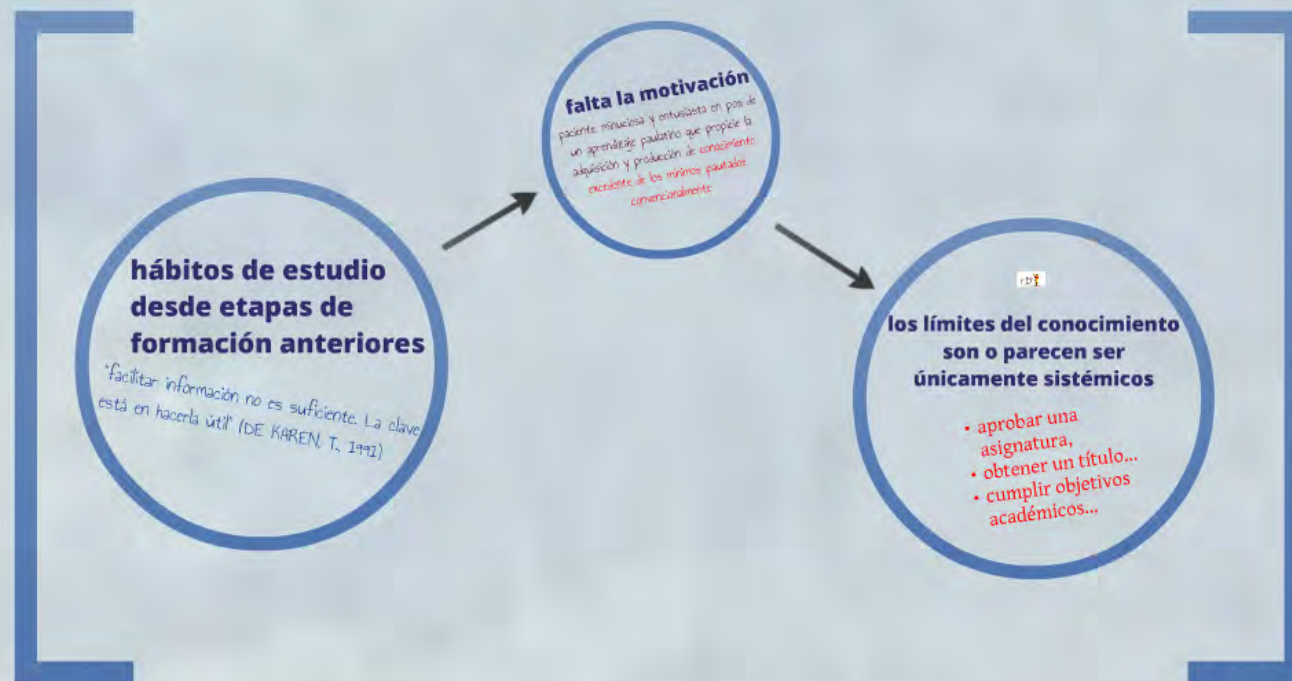 hábitos de estudio
desde etapas de
formación anteriores
"facilitar información no es suficiente. La clave
está en hacerla útil" (DE KAREN, T., 1991)
falta la motivación
paciente, minuciosa y entusiasta en pos de
un aprendizaje paulatino que propicie la
adquisición y producción de conocimiento
excedente de los mínimos pautados
convencionalmente
los límites del conocimiento
son o parecen ser
únicamente sistémicos
• aprobar una
asignatura,
• obtener un título...
• cumplir objetivos
académicos...